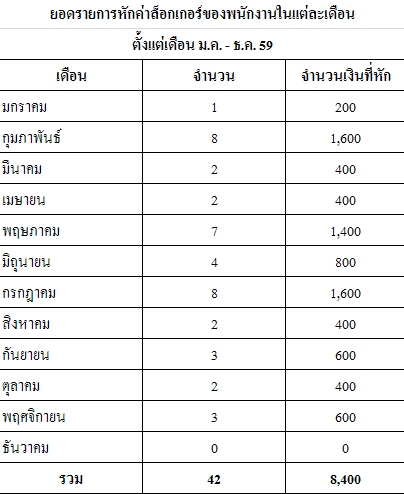 ยอดรายการหักค่าล็อกเกอร์ของพนักงานในแต่ละเดือน
ตั้งแต่เดือน ม.ค. - ธ.ค. 59
เดือน จำนวน จำนวนเงินที่หัก
มกราคม 1 200
กุมภาพันธ์ 8 1,600
มีนาคม 2 400
เมษายน 2 400
พฤษภาคม 7 1,400
มิถุนายน 4 800
กรกฎาคม 8 1,600
สิงหาคม 2 400
กันยายน 3 600
ตุลาคม 2 400
พฤศจิกายน 3 600
ธันวาคม 0 0
รวม 42 8,400